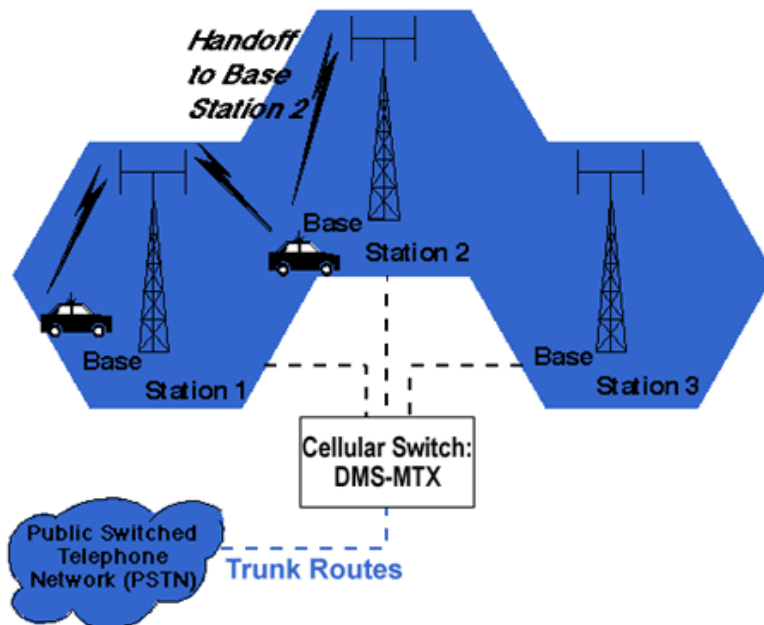 Handoff
to Base
Station 2
Base
Station 2
Base
Station 1
Base
Station 3
Cellular Switch:
DMS-MTX
Public Switched
Telephone
Network (PSTN)
Trunk Routes